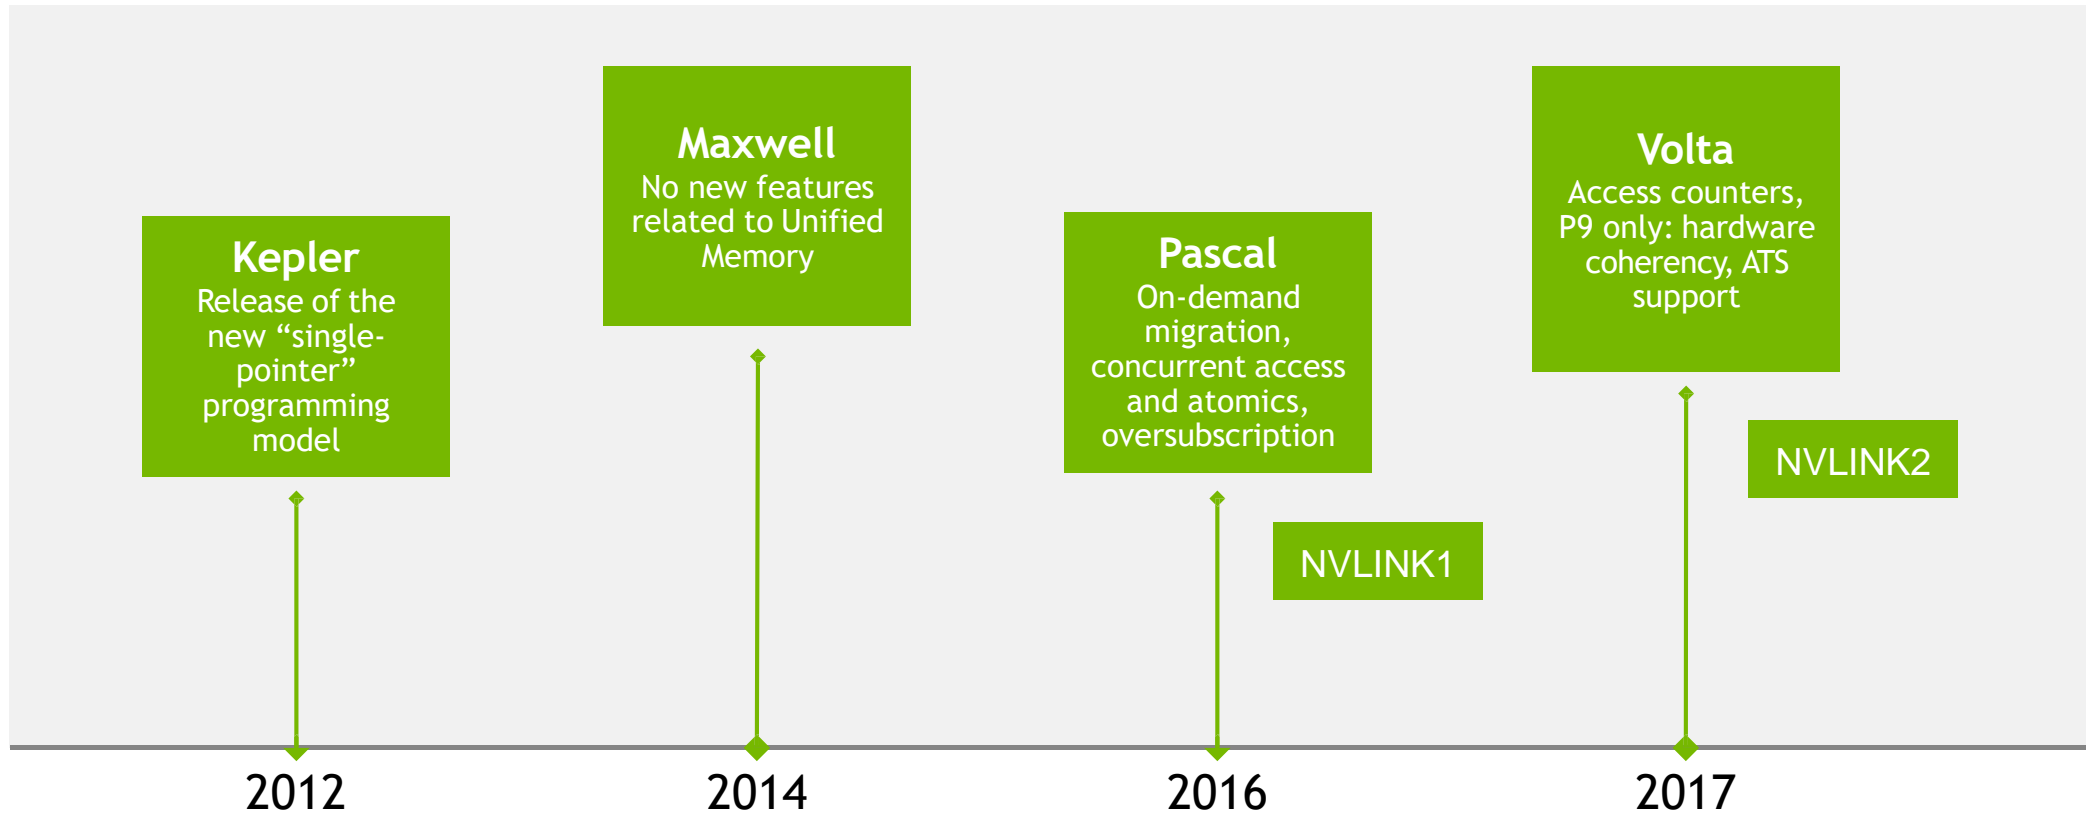 Kepler
Release of the
new “single-
pointer”
programming
model
Maxwell
No new features
related to Unified
Memory
Pascal
On-demand
migration,
concurrent access
and atomics,
oversubscription
NVLINK1
Volta
Access counters,
P9 only: hardware
coherency, ATS
support
NVLINK2
2012
2014
2016
2017